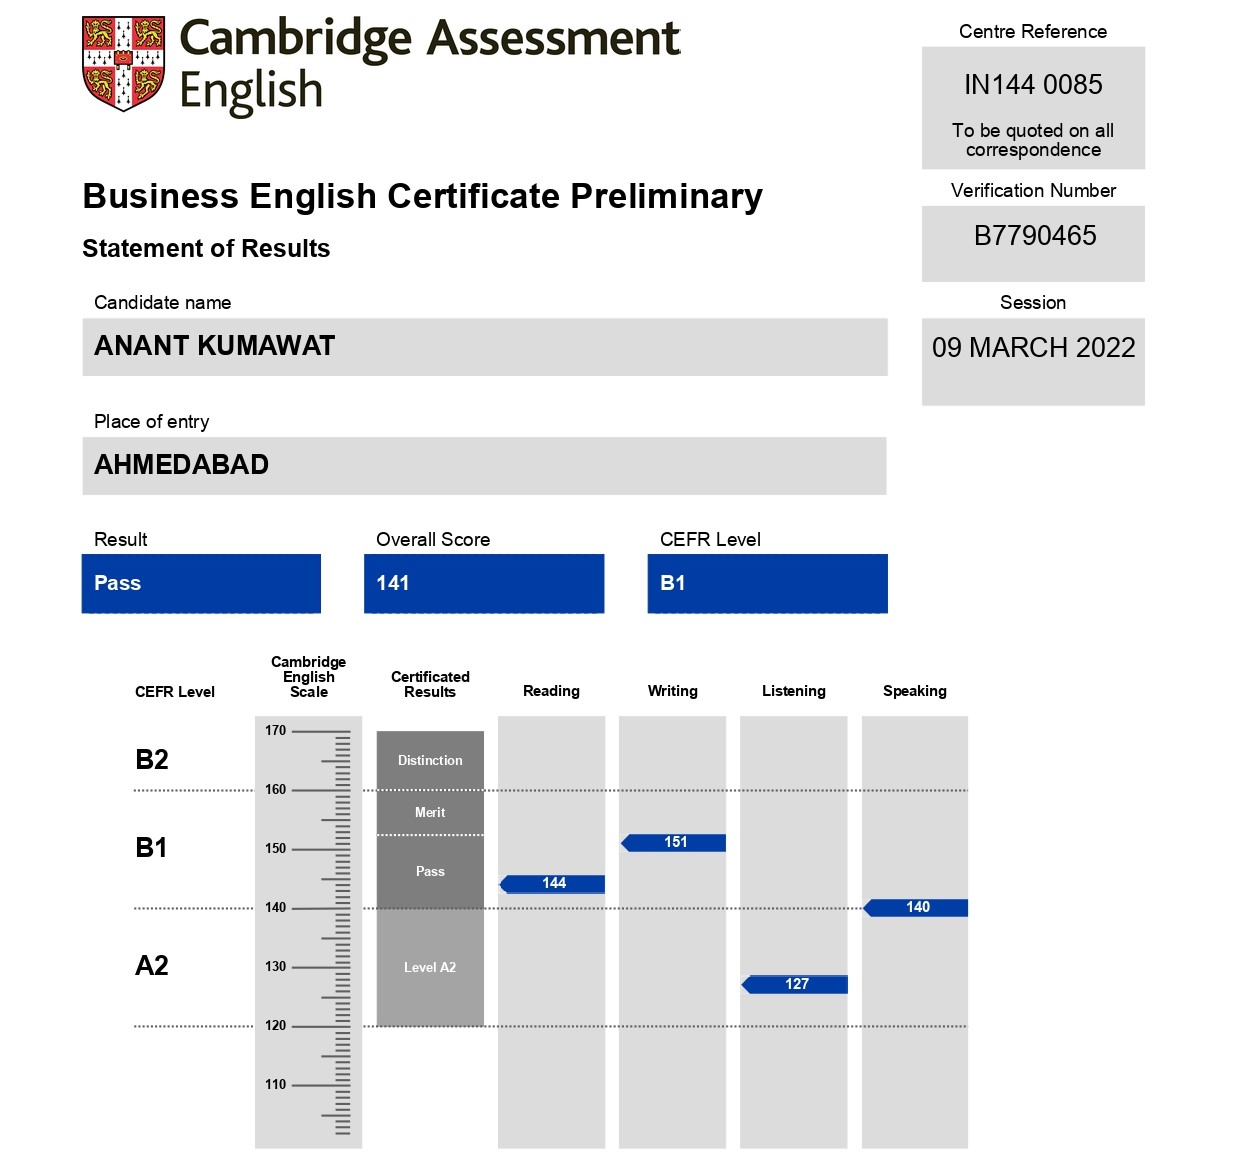 Cambridge Assessment
English
Centre Reference
IN144 0085
To be quoted on all
correspondence
Verification Number
B7790465
Session
09 MARCH 2022
Business English Certificate Preliminary
Statement of Results
Candidate name
ANANT KUMAWAT
Place of entry
AHMEDABAD
Result
Pass
Overall Score
141
CEFR Level
B1
CEFR Level
Cambridge
English
Scale
Certificated
Results
Reading
Writing
Listening
Speaking
170
B2
Distinction
160
Merit
B1
150
151
Pass
144
140
140
A2
130
Level A2
127
120
110